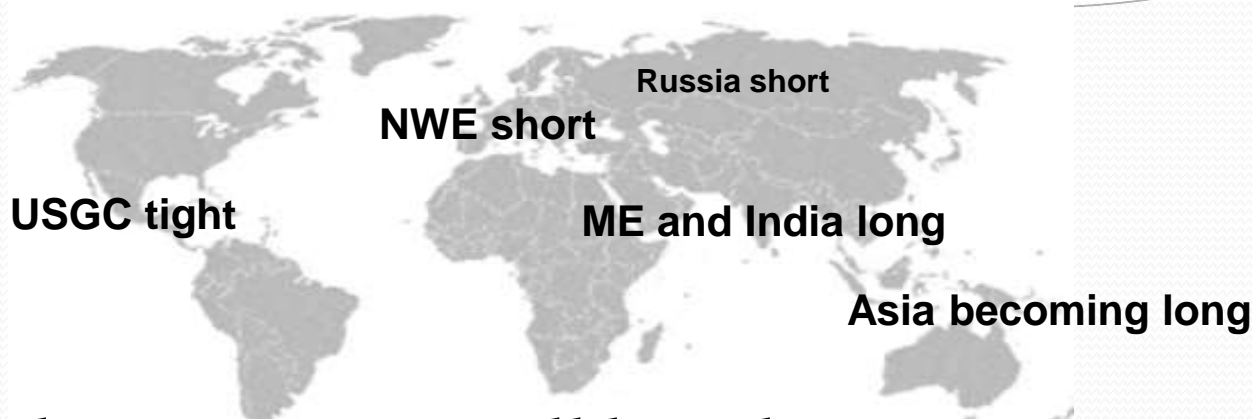 Russia short
NWE short
USGC tight
ME and India long
Asia becoming long